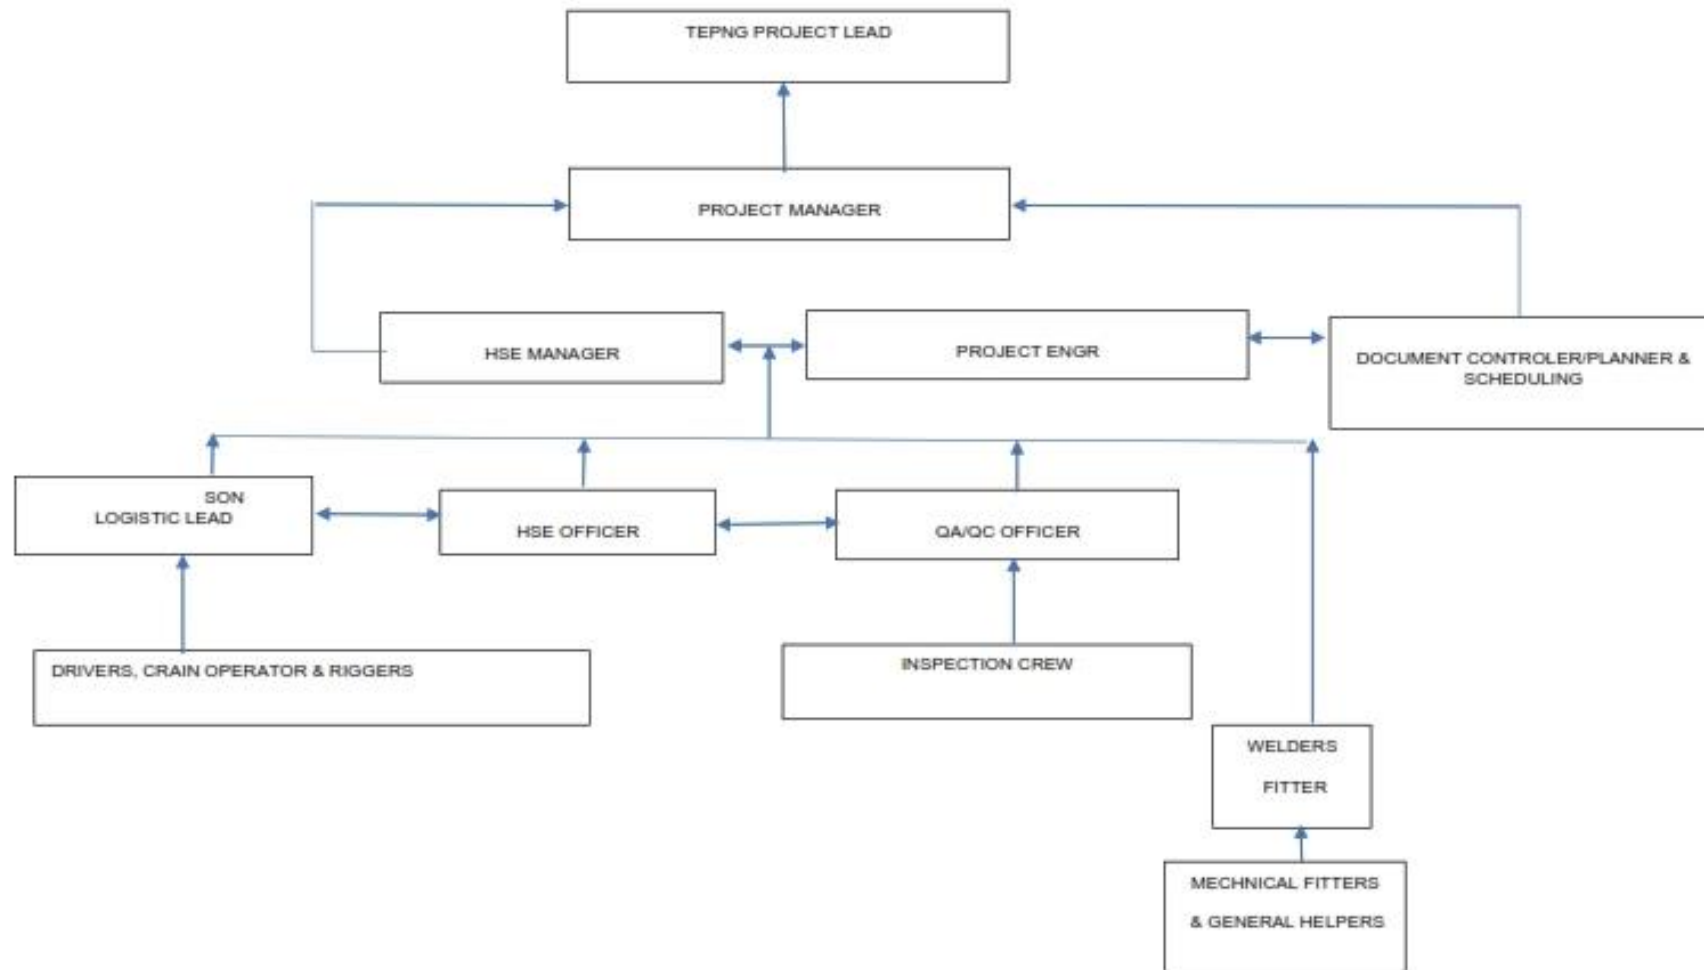 TEPNG PROJECT LEAD
PROJECT MANAGER
HSE MANAGER
PROJECT ENGR
DOCUMENT CONTROLER/PLANNER &
SCHEDULING
SON
LOGISTIC LEAD
HSE OFFICER
QA/QC OFFICER
DRIVERS, CRAIN OPERATOR & RIGGERS
INSPECTION CREW
WELDERS
FITTER
MECHNICAL FITTERS
& GENERAL HELPERS